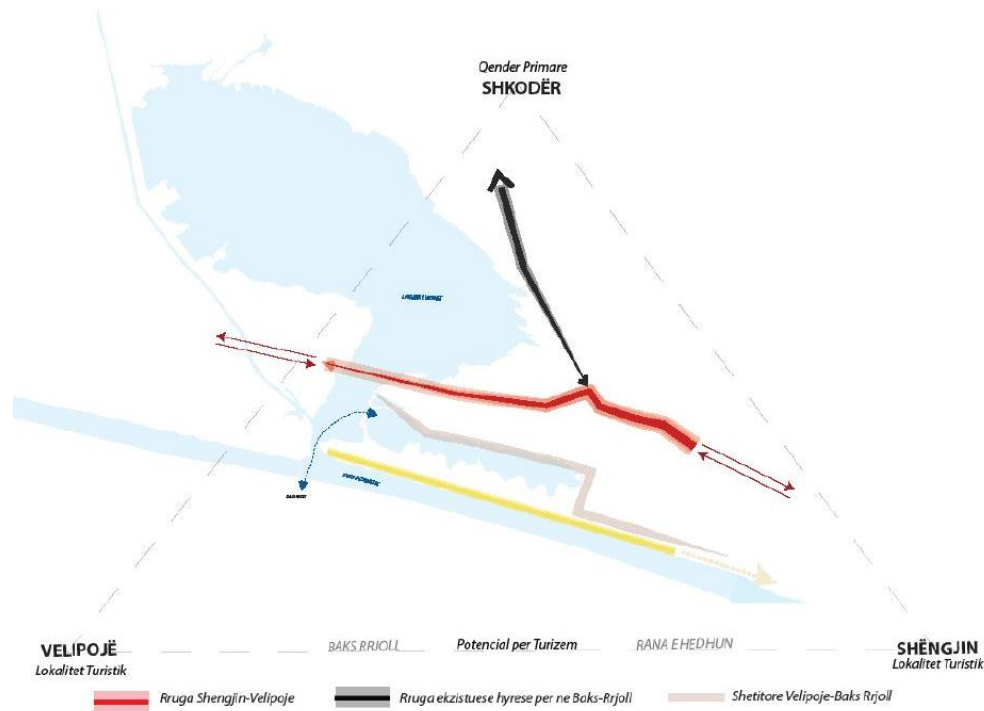 Qender Primare
SHKODËR
VELIPOJË
Lokalitet Turistik
BAKS RRJOLL
Potencial per Turizem
RANA E HEDHUN
SHËNGJIN
Lokalitet Turistik
Rruga Shengjin-Velipoje
Rruga ekzistuese hyrese per ne Baks-Rrjoll
Shetitore Velipoje-Baks Rrjoll